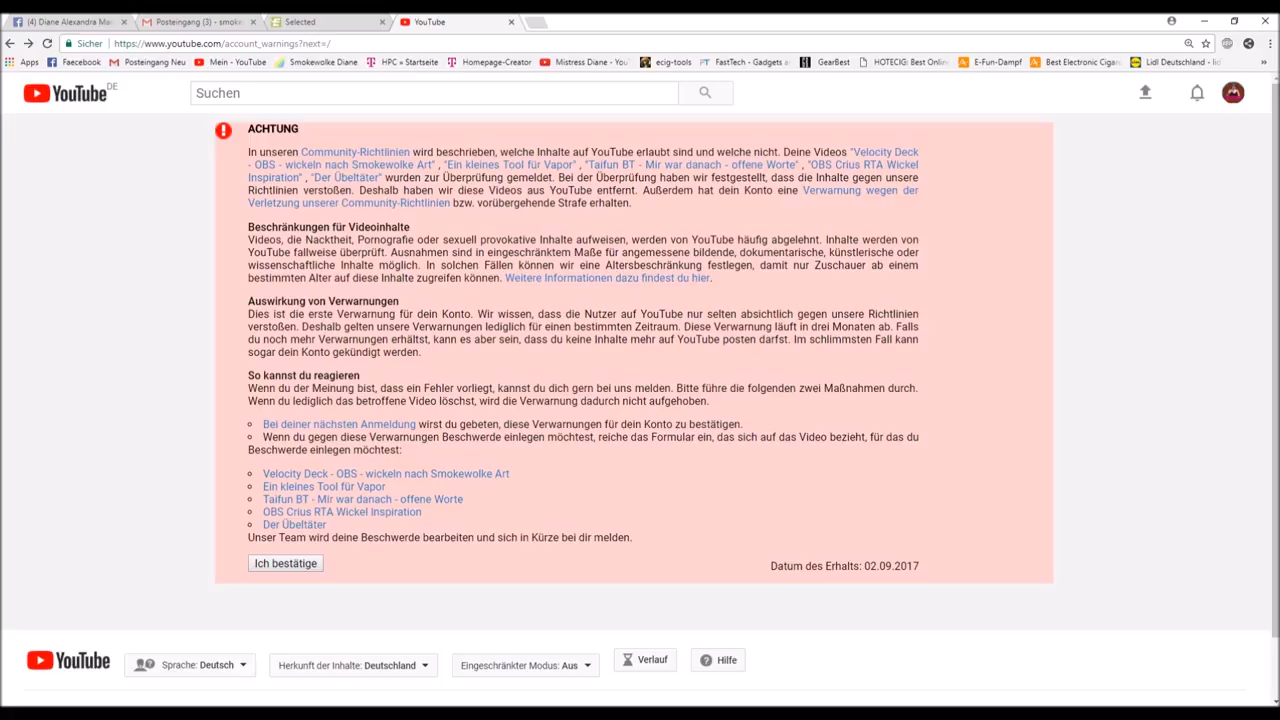 (4) Diane Alexandra Ma
Posteingang (3) - smoke
Selected
YouTube
Sicher | https://www.youtube.com/account_warnings?next=/
Apps Faecebook Posteingang Neu Mein - YouTube Smokewolke Diane HPC » Startseite Homepage-Creator Mistress Diane - You ecig-tools FastTech - Gadgets a GearBest HOTECIG: Best Onlin E-Fun-Dampf Best Electronic Cigar Lidl Deutschland - lid
YouTube DE
Suchen
ACHTUNG
In unseren Community-Richtlinien wird beschrieben, welche Inhalte auf YouTube erlaubt sind und welche nicht. Deine Videos "Velocity Deck
- OBS - wickeln nach Smokewolke Art" , "Ein kleines Tool für Vapor" , "Taifun BT - Mir war danach - offene Worte" , "OBS Crius RTA Wickel
Inspiration" , "Der Übeltäter" wurden zur Überprüfung gemeldet. Bei der Überprüfung haben wir festgestellt, dass die Inhalte gegen unsere
Richtlinien verstoßen. Deshalb haben wir diese Videos aus YouTube entfernt. Außerdem hat dein Konto eine Verwarnung wegen der
Verletzung unserer Community-Richtlinien bzw. vorübergehende Strafe erhalten.
Beschränkungen für Videoinhalte
Videos, die Nacktheit, Pornografie oder sexuell provokative Inhalte aufweisen, werden von YouTube häufig abgelehnt. Inhalte werden von
YouTube fallweise überprüft. Ausnahmen sind in eingeschränktem Maße für angemessene bildende, dokumentarische, künstlerische oder
wissenschaftliche Inhalte möglich. In solchen Fällen können wir eine Altersbeschränkung festlegen, damit nur Zuschauer ab einem
bestimmten Alter auf diese Inhalte zugreifen können. Weitere Informationen dazu findest du hier.
Auswirkung von Verwarnungen
Dies ist die erste Verwarnung für dein Konto. Wir wissen, dass die Nutzer auf YouTube nur selten absichtlich gegen unsere Richtlinien
verstoßen. Deshalb gelten unsere Verwarnungen lediglich für einen bestimmten Zeitraum. Diese Verwarnung läuft in drei Monaten ab. Falls
du noch mehr Verwarnungen erhältst, kann es aber sein, dass du keine Inhalte mehr auf YouTube posten darfst. Im schlimmsten Fall kann
sogar dein Konto gekündigt werden.
So kannst du reagieren
Wenn du der Meinung bist, dass ein Fehler vorliegt, kannst du dich gern bei uns melden. Bitte führe die folgenden zwei Maßnahmen durch.
Wenn du lediglich das betroffene Video löschst, wird die Verwarnung dadurch nicht aufgehoben.
Bei deiner nächsten Anmeldung wirst du gebeten, diese Verwarnungen für dein Konto zu bestätigen.
Wenn du gegen diese Verwarnungen Beschwerde einlegen möchtest, reiche das Formular ein, das sich auf das Video bezieht, für das du
Beschwerde einlegen möchtest:
Velocity Deck - OBS - wickeln nach Smokewolke Art
Ein kleines Tool für Vapor
Taifun BT - Mir war danach - offene Worte
OBS Crius RTA Wickel Inspiration
Der Übeltäter
Unser Team wird deine Beschwerde bearbeiten und sich in Kürze bei dir melden.
Ich bestätige
Datum des Erhalts: 02.09.2017
YouTube
Sprache: Deutsch
Herkunft der Inhalte: Deutschland
Eingeschränkter Modus: Aus
Verlauf
Hilfe